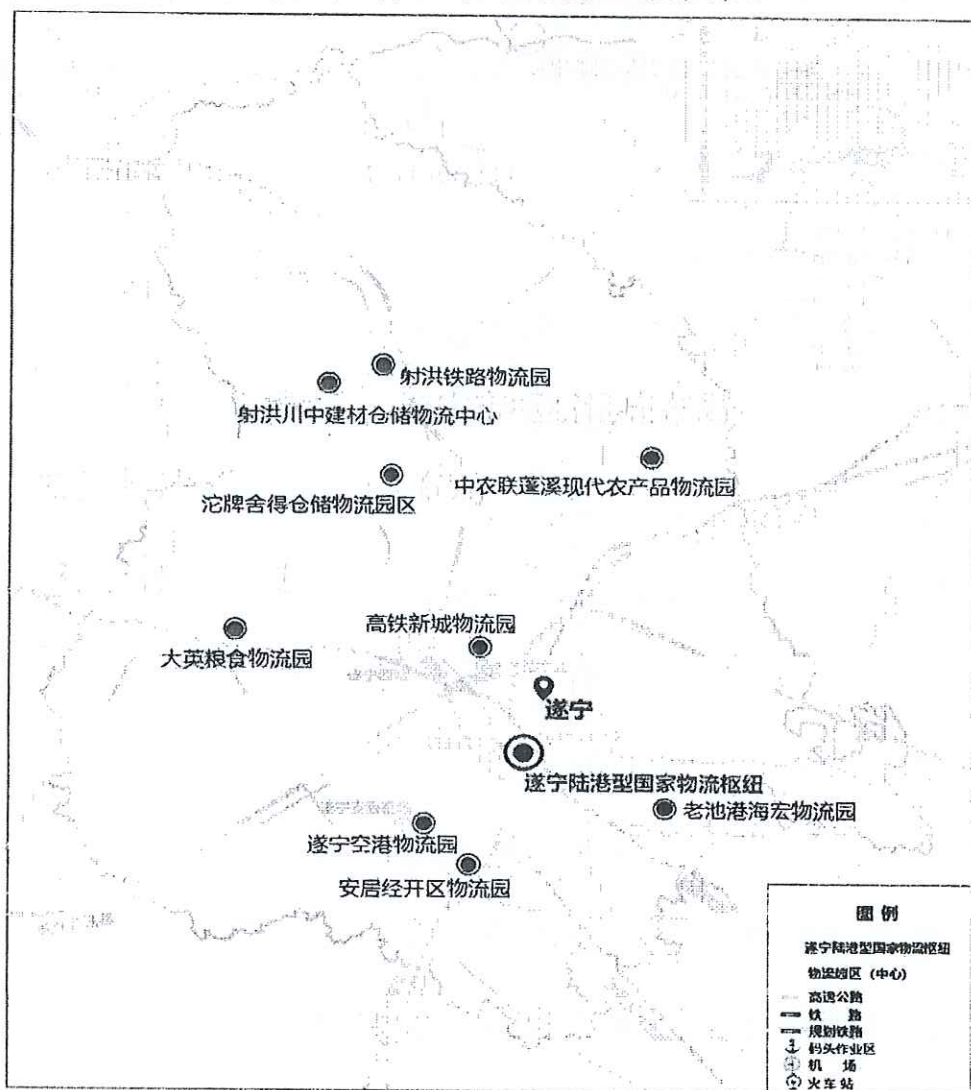 射洪铁路物流园
射洪川中建材仓储物流中心
中农联蓬溪现代农产品物流园
沱牌舍得仓储物流园区
高铁新城物流园
大英粮食物流园
遂宁
遂宁陆港型国家物流枢纽
老池港海宏物流园
遂宁空港物流园
安居经开区物流园
图例
遂宁陆港型国家物流枢纽
物流园区（中心）
高速公路
铁 路
规划铁路
码头作业区
机 场
火车站